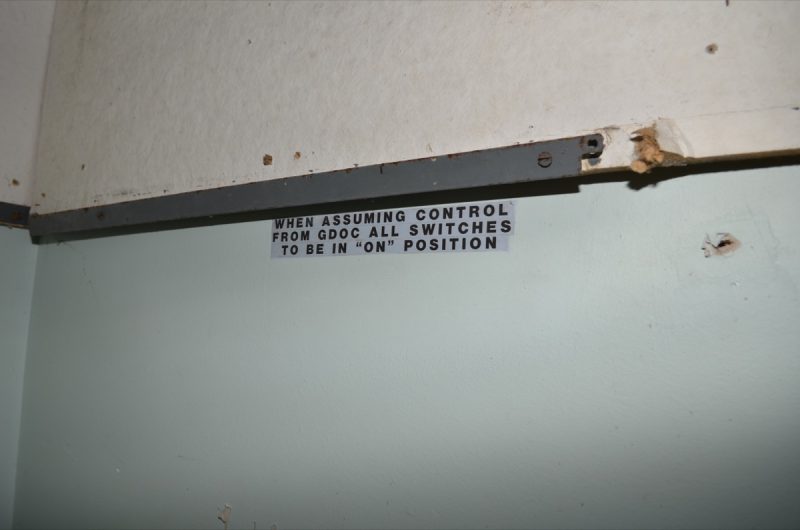 WHEN ASSUMING CONTROL
FROM GDOC ALL SWITCHES
TO BE IN "ON" POSITION